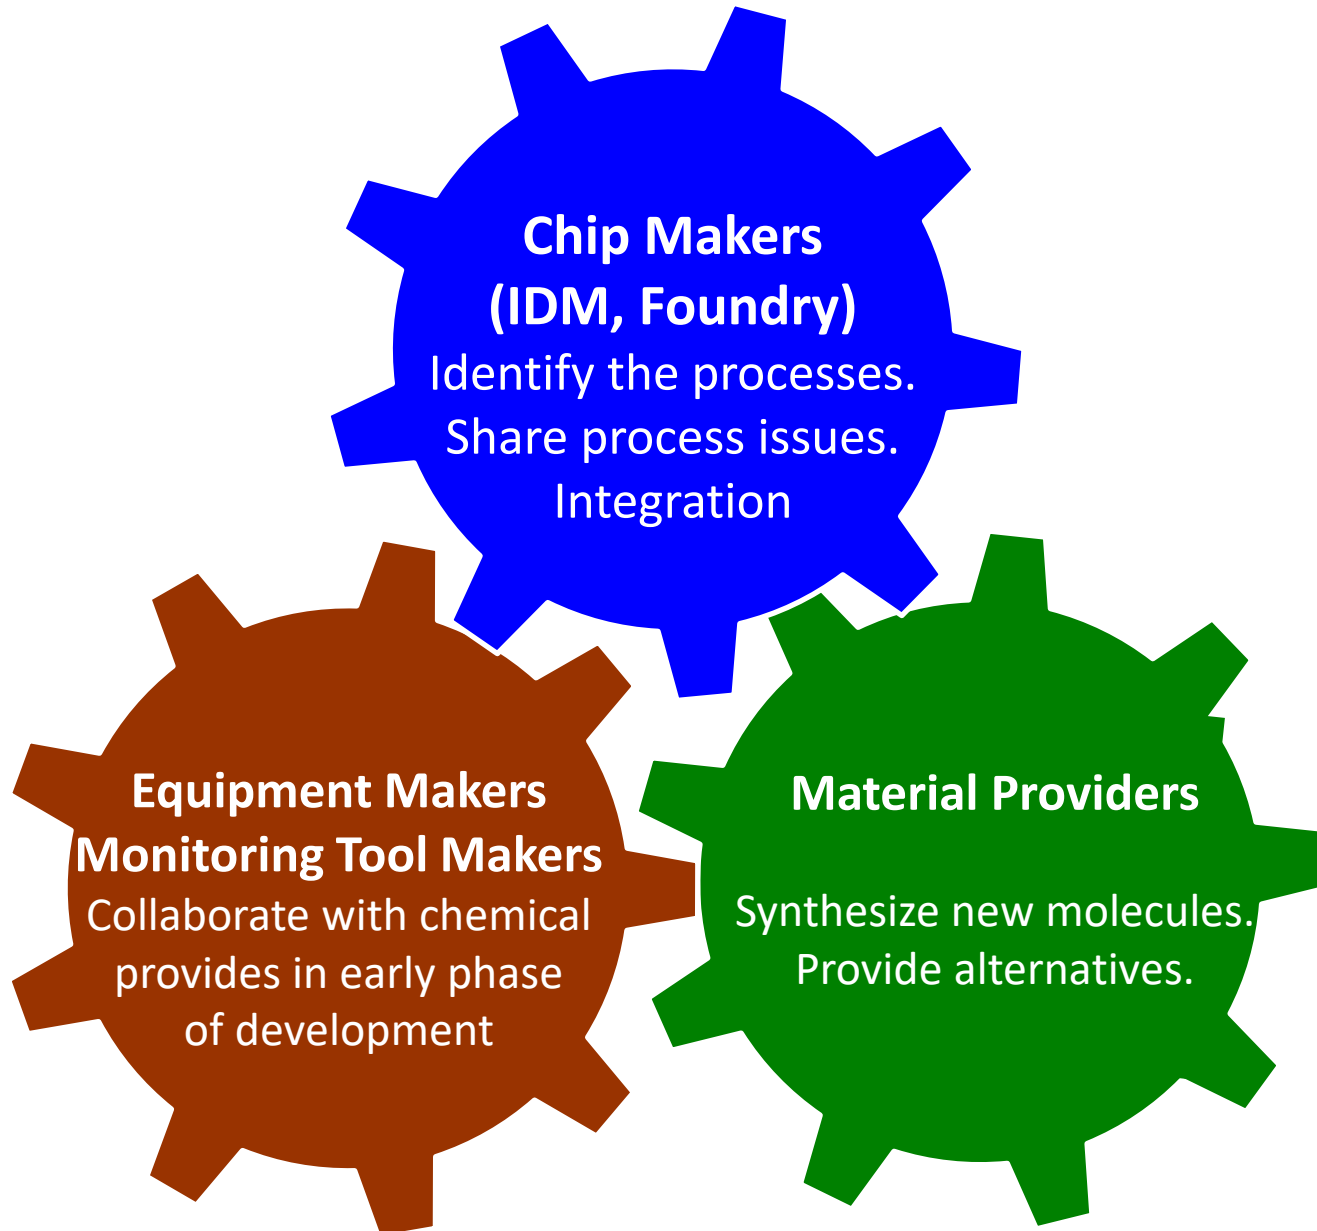 Chip Makers
(IDM, Foundry)
Identify the processes.
Share process issues.
Integration
Equipment Makers
Monitoring Tool Makers
Collaborate with chemical
provides in early phase
of development
Material Providers
Synthesize new molecules.
Provide alternatives.